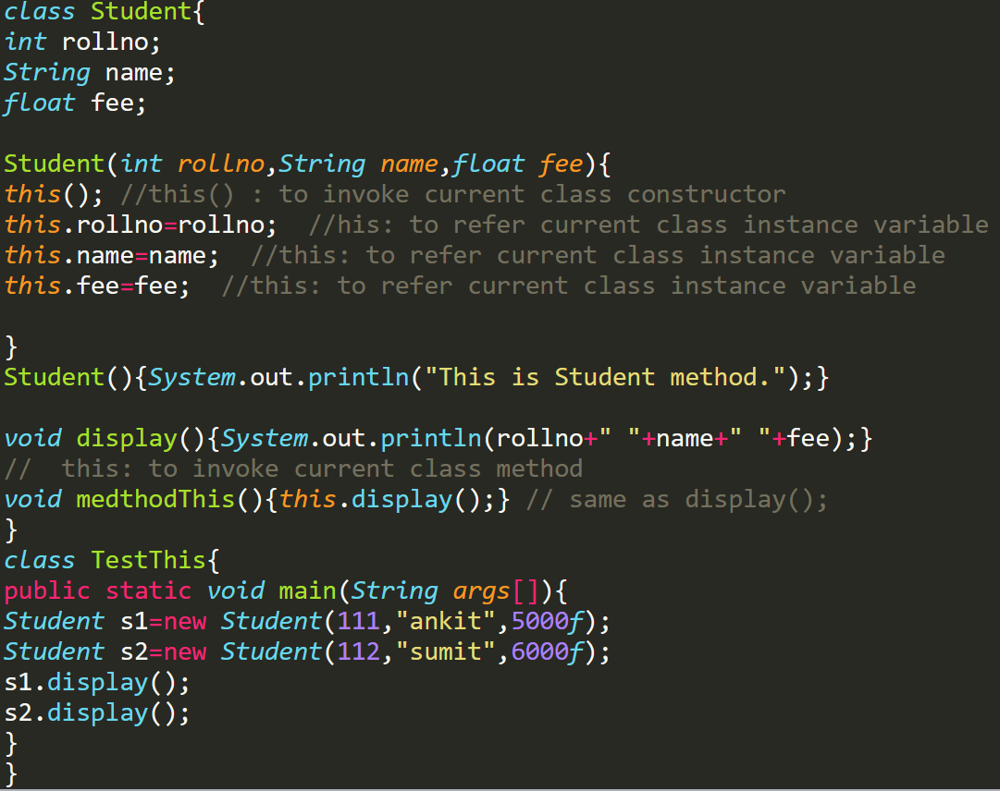 class Student{
int rollno;
String name;
float fee;
Student(int rollno,String name,float fee){
this(); //this() : to invoke current class constructor
this.rollno=rollno;  //his: to refer current class instance variable
this.name=name;  //this: to refer current class instance variable
this.fee=fee;  //this: to refer current class instance variable
}
Student(){System.out.println("This is Student method.");}
void display(){System.out.println(rollno+" "+name+" "+fee);}
//  this: to invoke current class method
void medthodThis(){this.display();} // same as display();
}
class TestThis{
public static void main(String args[]){
Student s1=new Student(111,"ankit",5000f);
Student s2=new Student(112,"sumit",6000f);
s1.display();
s2.display();
}
}